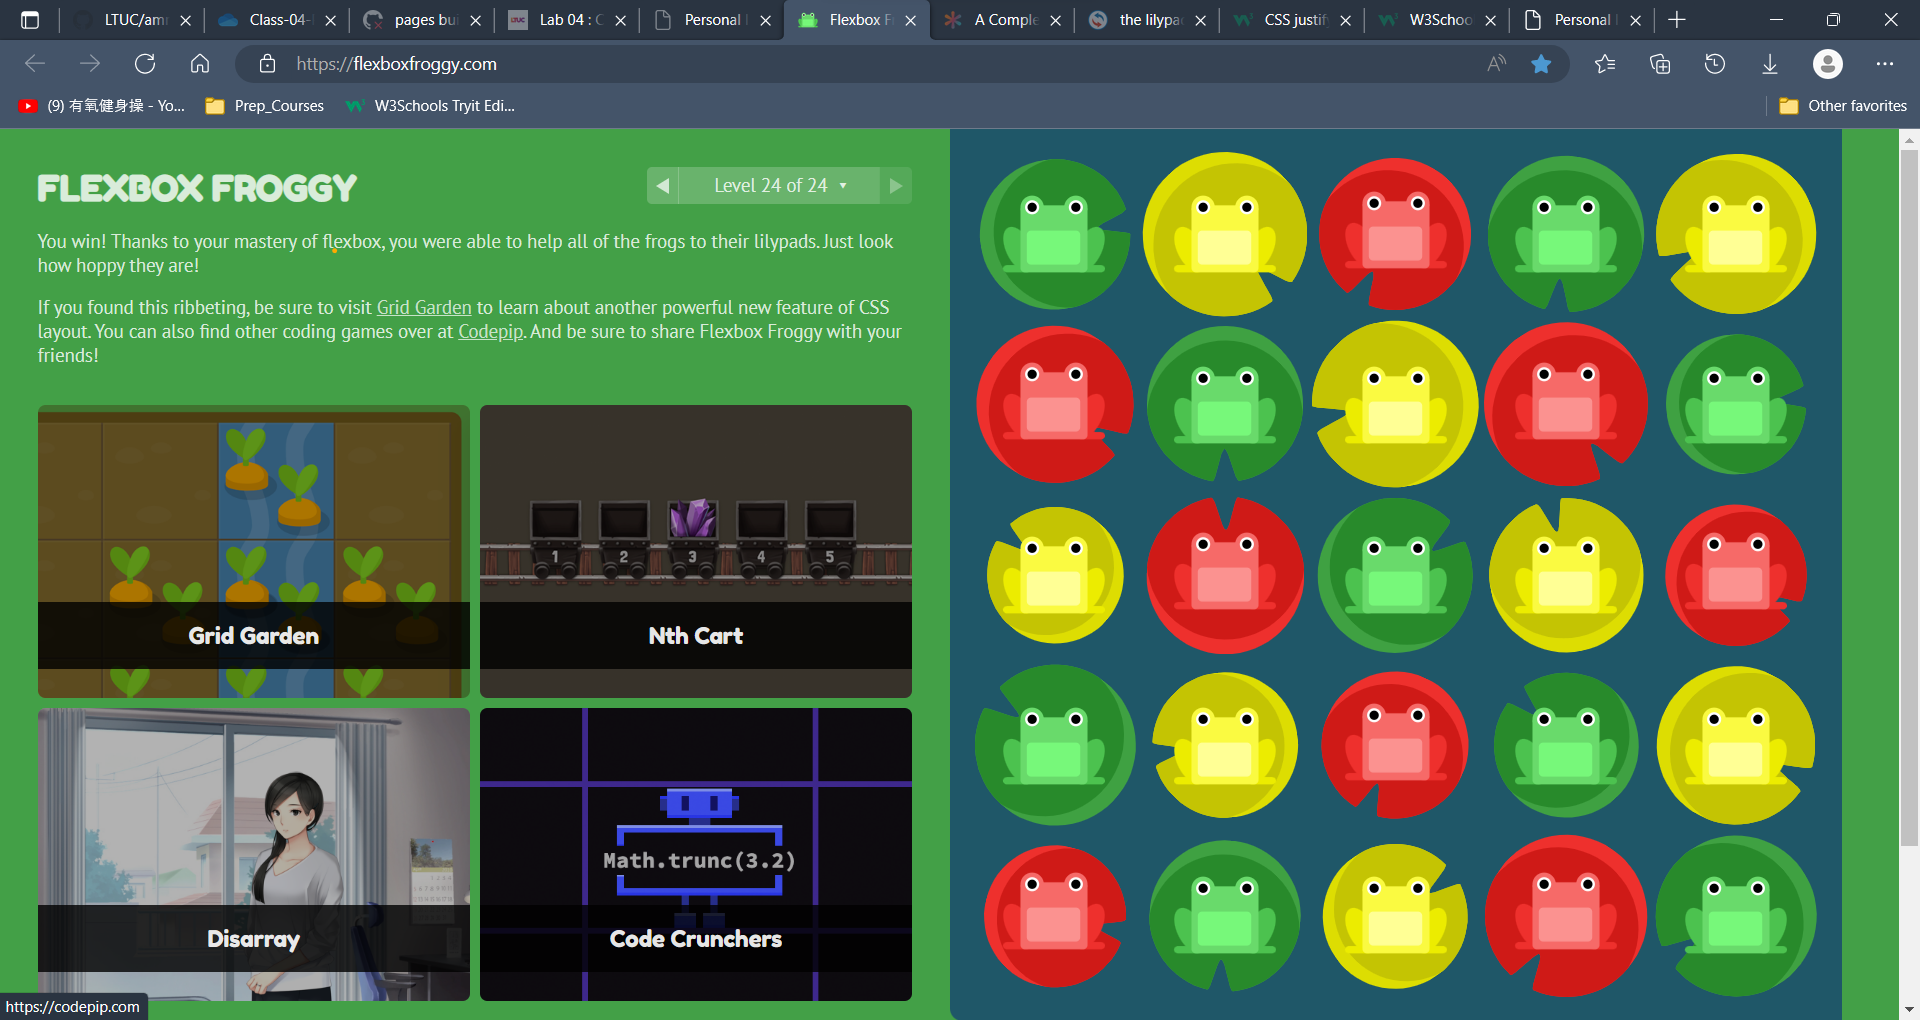 LTUC/amm
Class-04-
pages bui
Lab 04 : C
Personal
Flexbox F
A Comple
the lilypa
CSS justif
W3Schoo
Personal
https://flexboxfroggy.com
(9) 有氧健身操 - Yo...
Prep_Courses
W3Schools Tryit Edi...
Other favorites
FLEXBOX FROGGY
Level 24 of 24
You win! Thanks to your mastery of flexbox, you were able to help all of the frogs to their lilypads. Just look
how hoppy they are!
If you found this ribbeting, be sure to visit Grid Garden to learn about another powerful new feature of CSS
layout. You can also find other coding games over at Codepip. And be sure to share Flexbox Froggy with your
friends!
1 2 3 4 5
Grid Garden
Nth Cart
Math.trunc(3.2)
Disarray
Code Crunchers
https://codepip.com